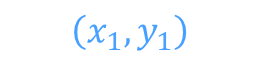 (x₁, y₁)